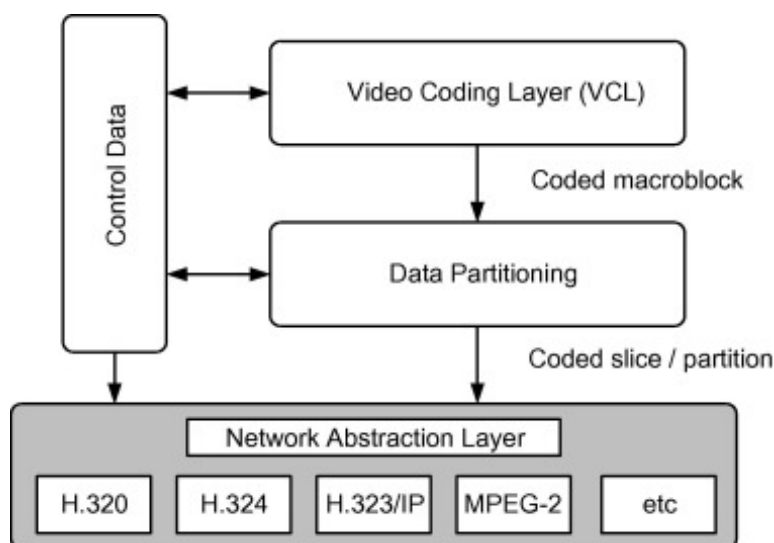 Control Data
Video Coding Layer (VCL)
Coded macroblock
Data Partitioning
Coded slice / partition
Network Abstraction Layer
H.320
H.324
H.323/IP
MPEG-2
etc